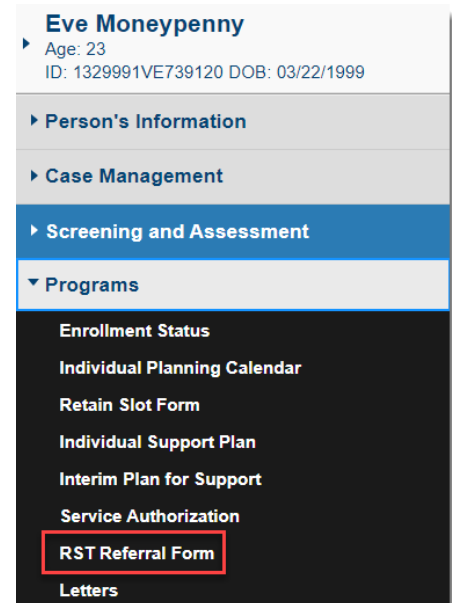 Eve Moneypenny
Age: 23
ID: 1329991VE739120 DOB: 03/22/1999
Person's Information
Case Management
Screening and Assessment
Programs
Enrollment Status
Individual Planning Calendar
Retain Slot Form
Individual Support Plan
Interim Plan for Support
Service Authorization
RST Referral Form
Letters